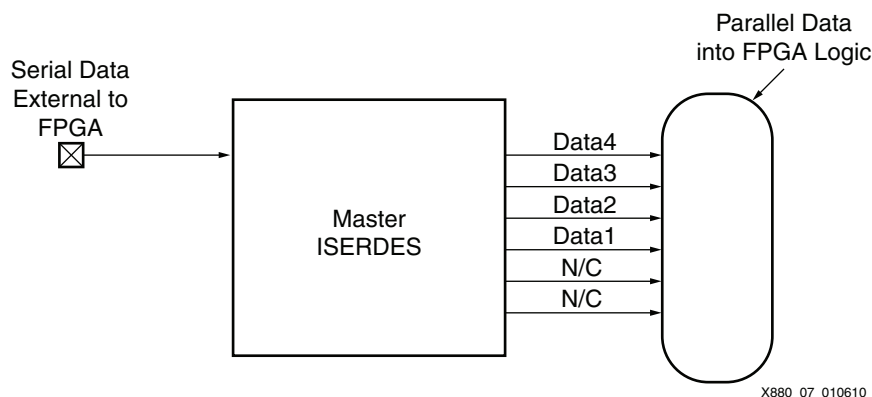 Parallel Data
into FPGA Logic
Serial Data
External to
FPGA
Data4
Data3
Data2
Data1
N/C
N/C
Master
ISERDES
X880_07_010610